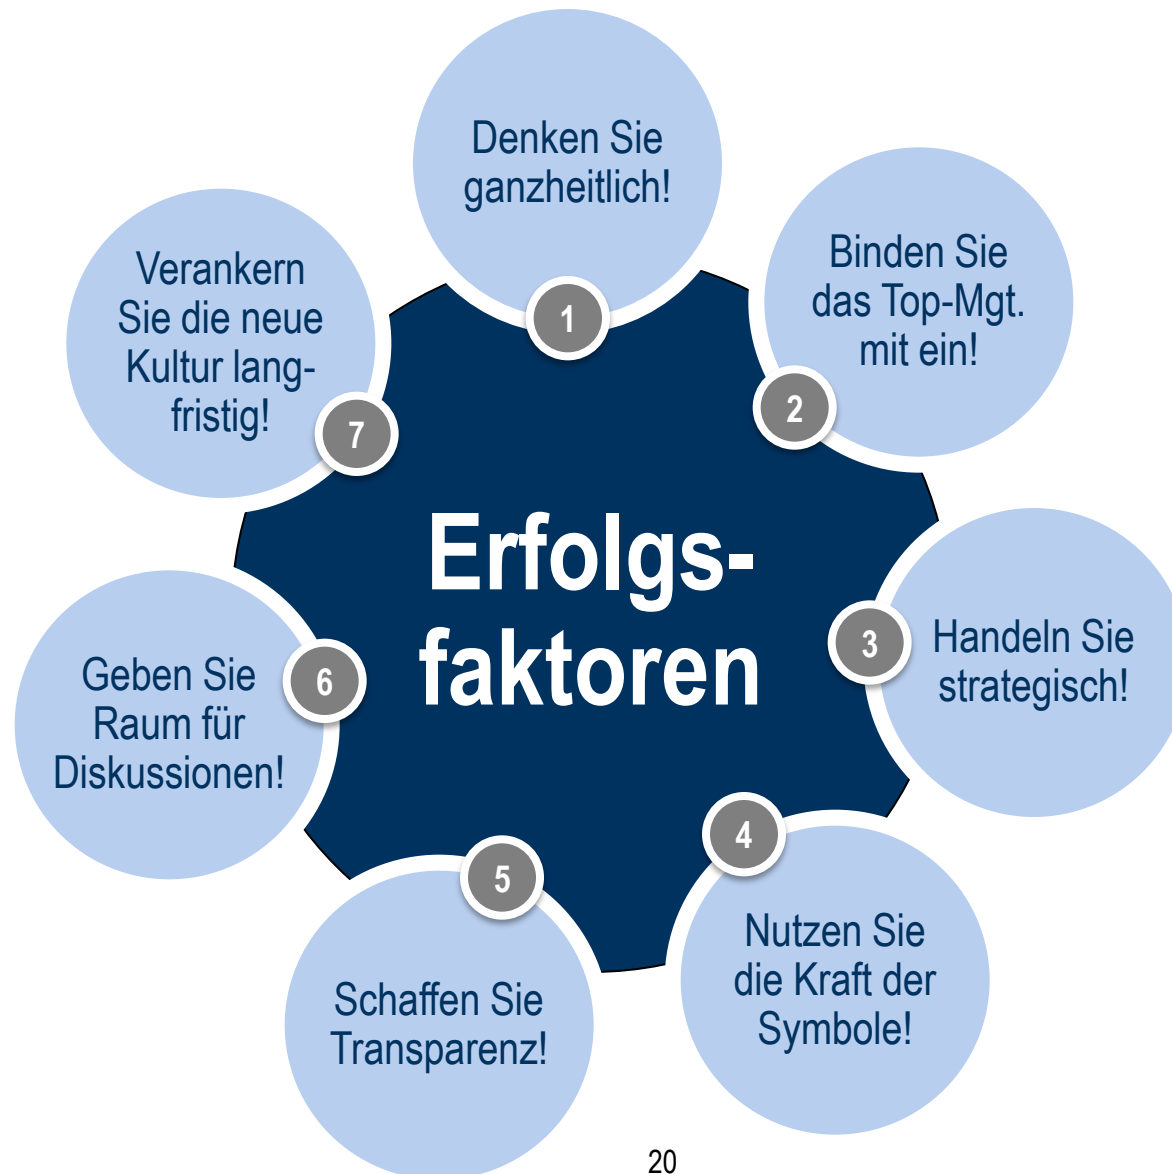 Denken Sie
ganzheitlich!
1
Binden Sie
das Top-Mgt.
mit ein!
2
Handeln Sie
strategisch!
3
Nutzen Sie
die Kraft der
Symbole!
4
Schaffen Sie
Transparenz!
5
Geben Sie
Raum für
Diskussionen!
6
Verankern
Sie die neue
Kultur lang-
fristig!
7
Erfolgs-
faktoren
20